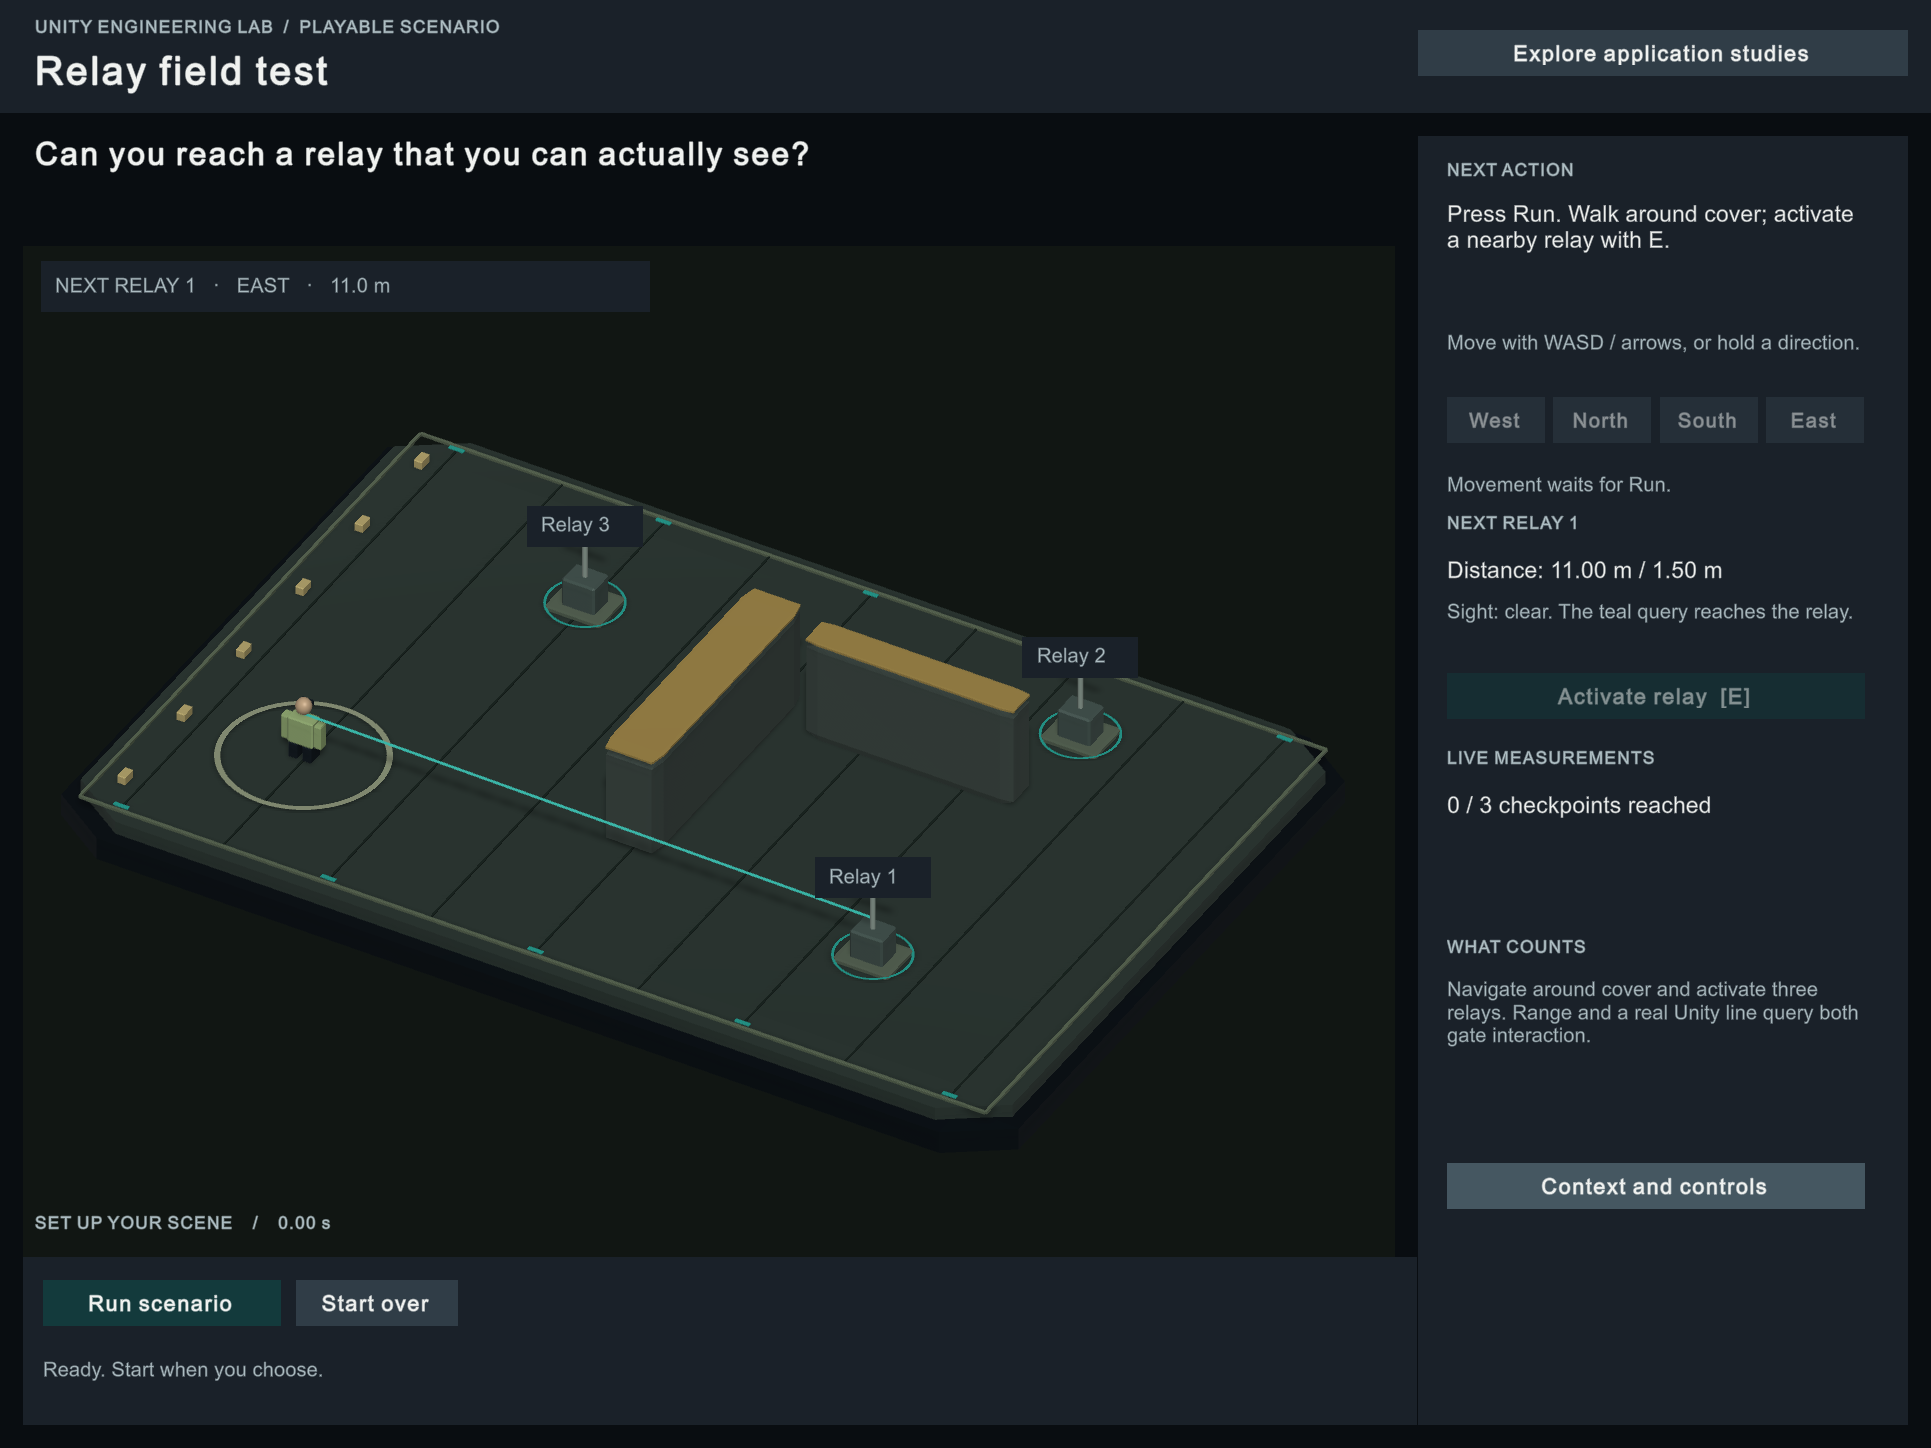 UNITY ENGINEERING LAB / PLAYABLE SCENARIO
Relay field test
Explore application studies
Can you reach a relay that you can actually see?
NEXT RELAY 1 · EAST · 11.0 m
Relay 3
Relay 2
Relay 1
SET UP YOUR SCENE / 0.00 s
Run scenario
Start over
Ready. Start when you choose.
NEXT ACTION
Press Run. Walk around cover; activate
a nearby relay with E.
Move with WASD / arrows, or hold a direction.
West
North
South
East
Movement waits for Run.
NEXT RELAY 1
Distance: 11.00 m / 1.50 m
Sight: clear. The teal query reaches the relay.
Activate relay [E]
LIVE MEASUREMENTS
0 / 3 checkpoints reached
WHAT COUNTS
Navigate around cover and activate three
relays. Range and a real Unity line query both
gate interaction.
Context and controls